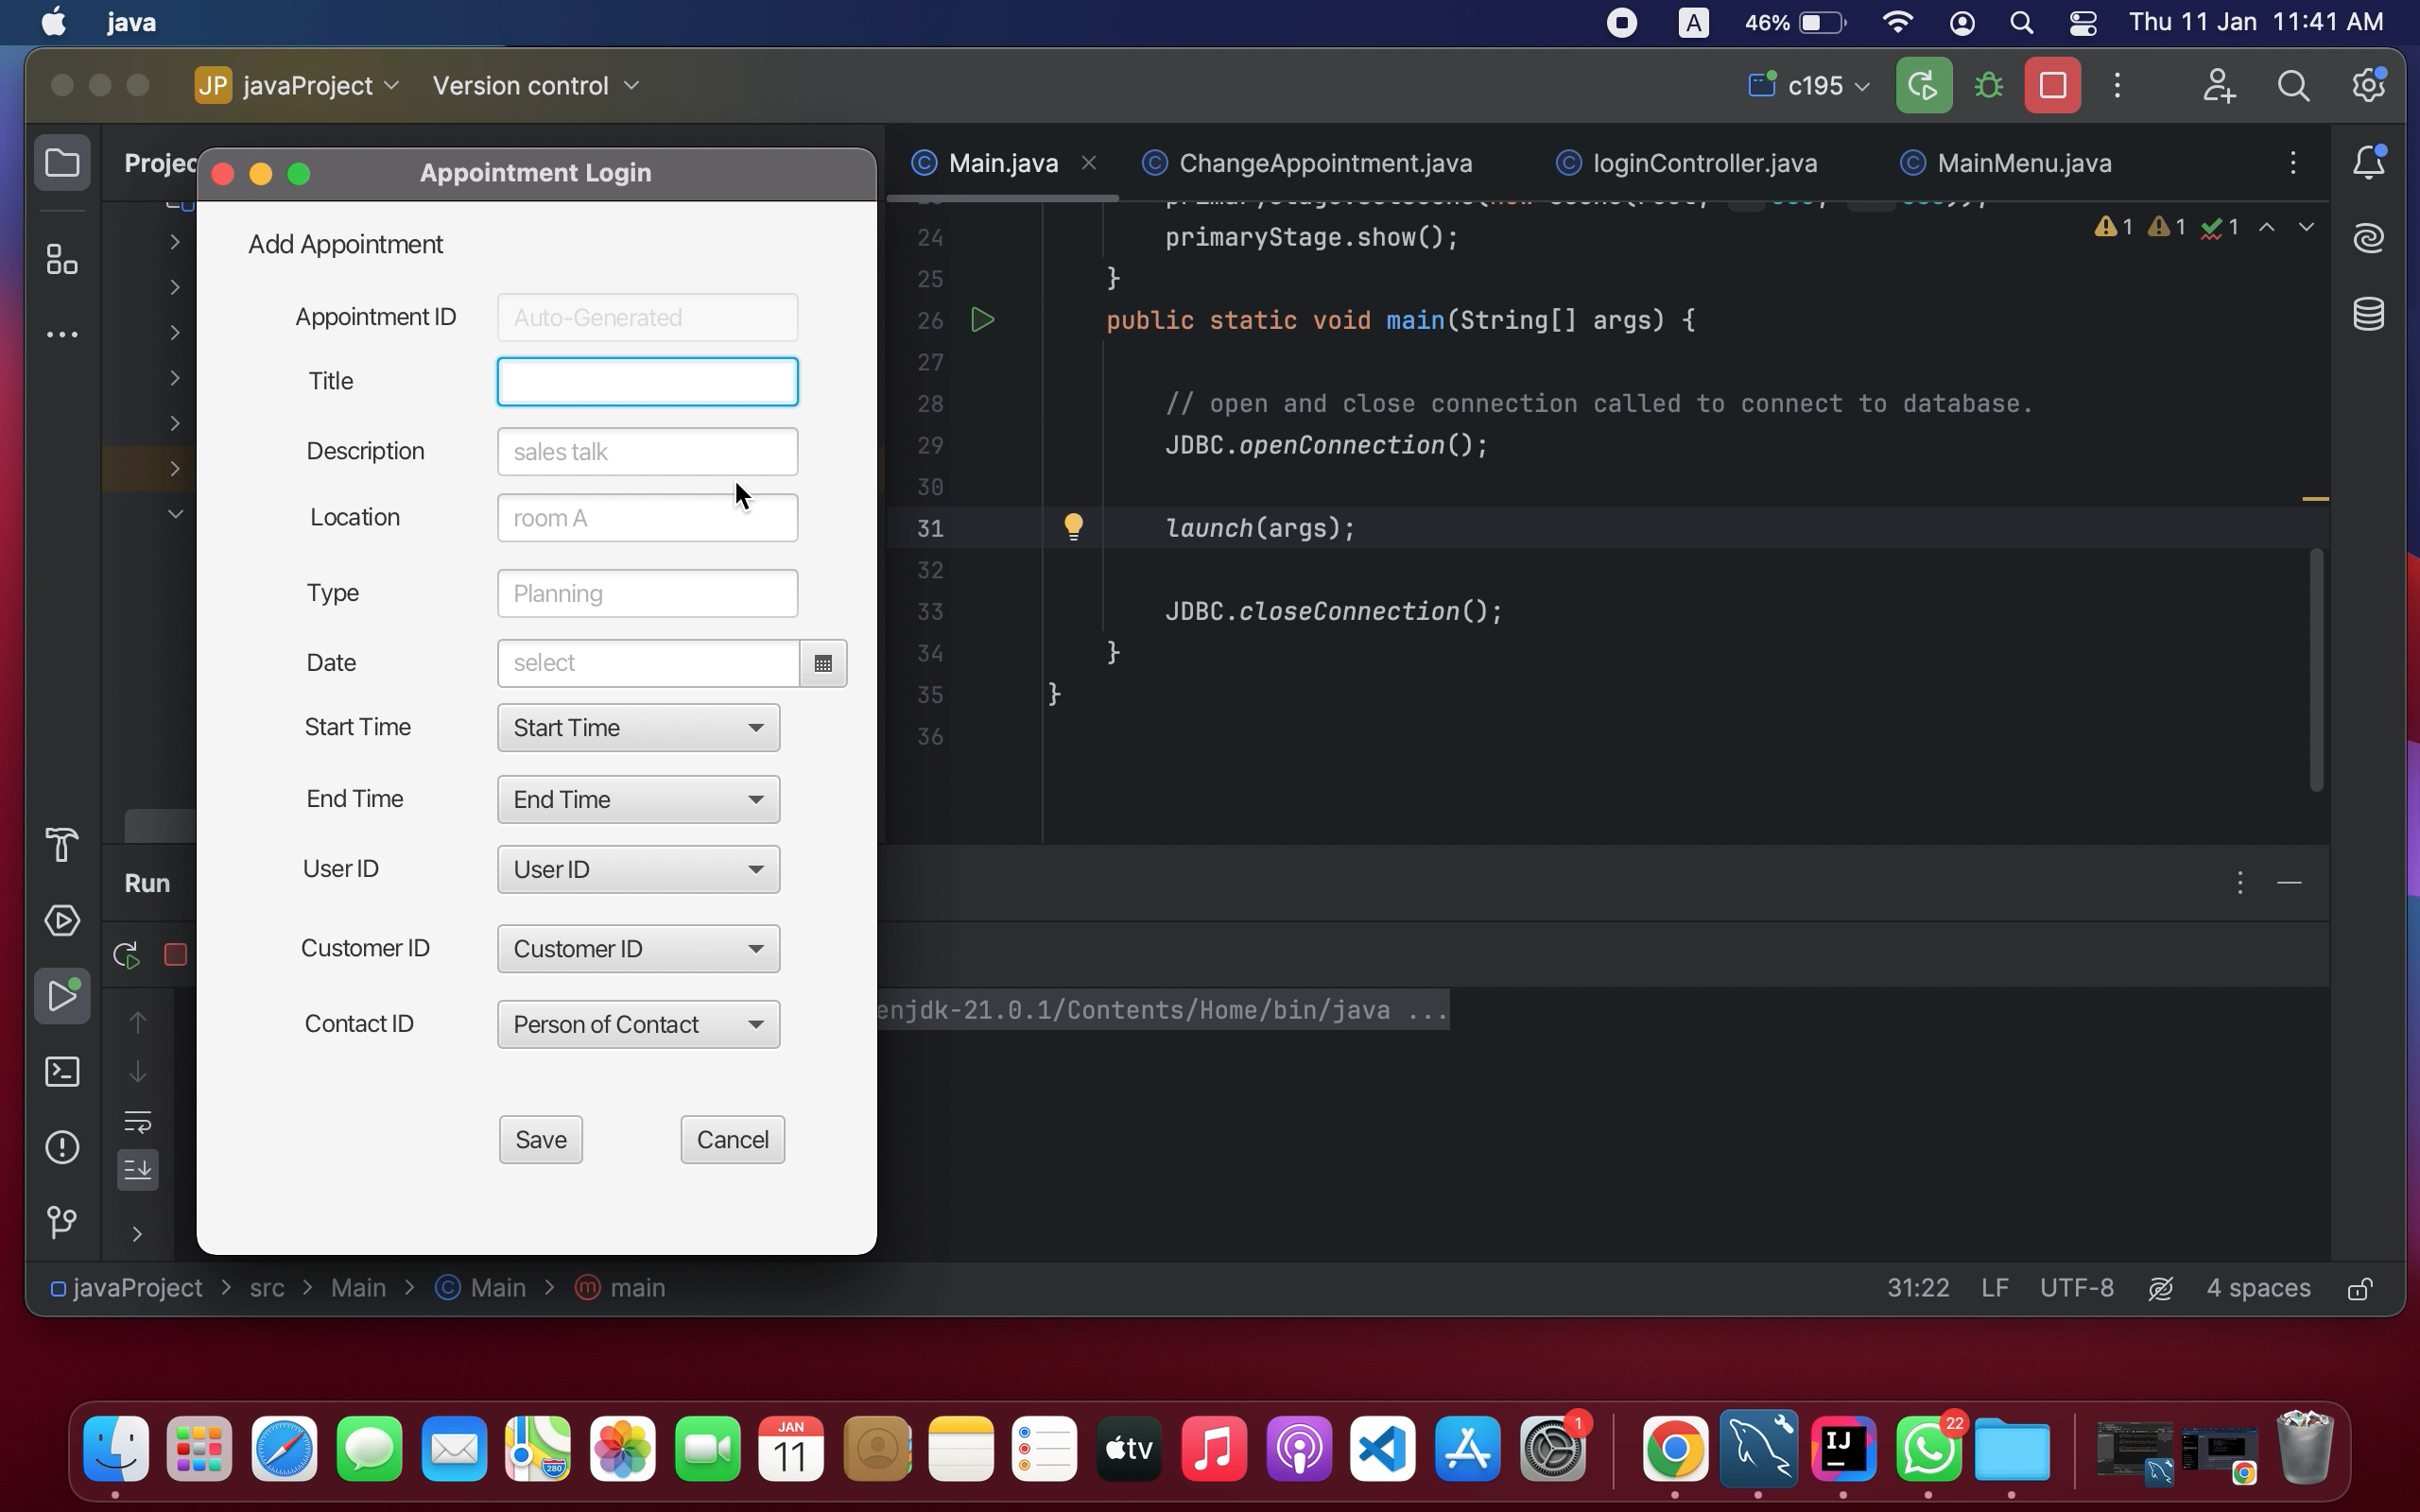 java
A
46%
Thu 11 Jan 11:41 AM
JP javaProject
Version control
c195
Main.java
ChangeAppointment.java
loginController.java
MainMenu.java
Appointment Login
Add Appointment
Appointment ID
Auto-Generated
Title
Description
sales talk
Location
room A
Type
Planning
Date
select
Start Time
Start Time
End Time
End Time
User ID
User ID
Customer ID
Customer ID
Contact ID
Person of Contact
Save
Cancel
1 1 1
24 primaryStage.show();
25 }
26 public static void main(String[] args) {
27
28 // open and close connection called to connect to database.
29 JDBC.openConnection();
30
31 launch(args);
32
33 JDBC.closeConnection();
34 }
35 }
36
Run
enjdk-21.0.1/Contents/Home/bin/java ...
javaProject > src > Main > Main > main
31:22 LF UTF-8 4 spaces
280
JAN
11
tv
1
IJ
22